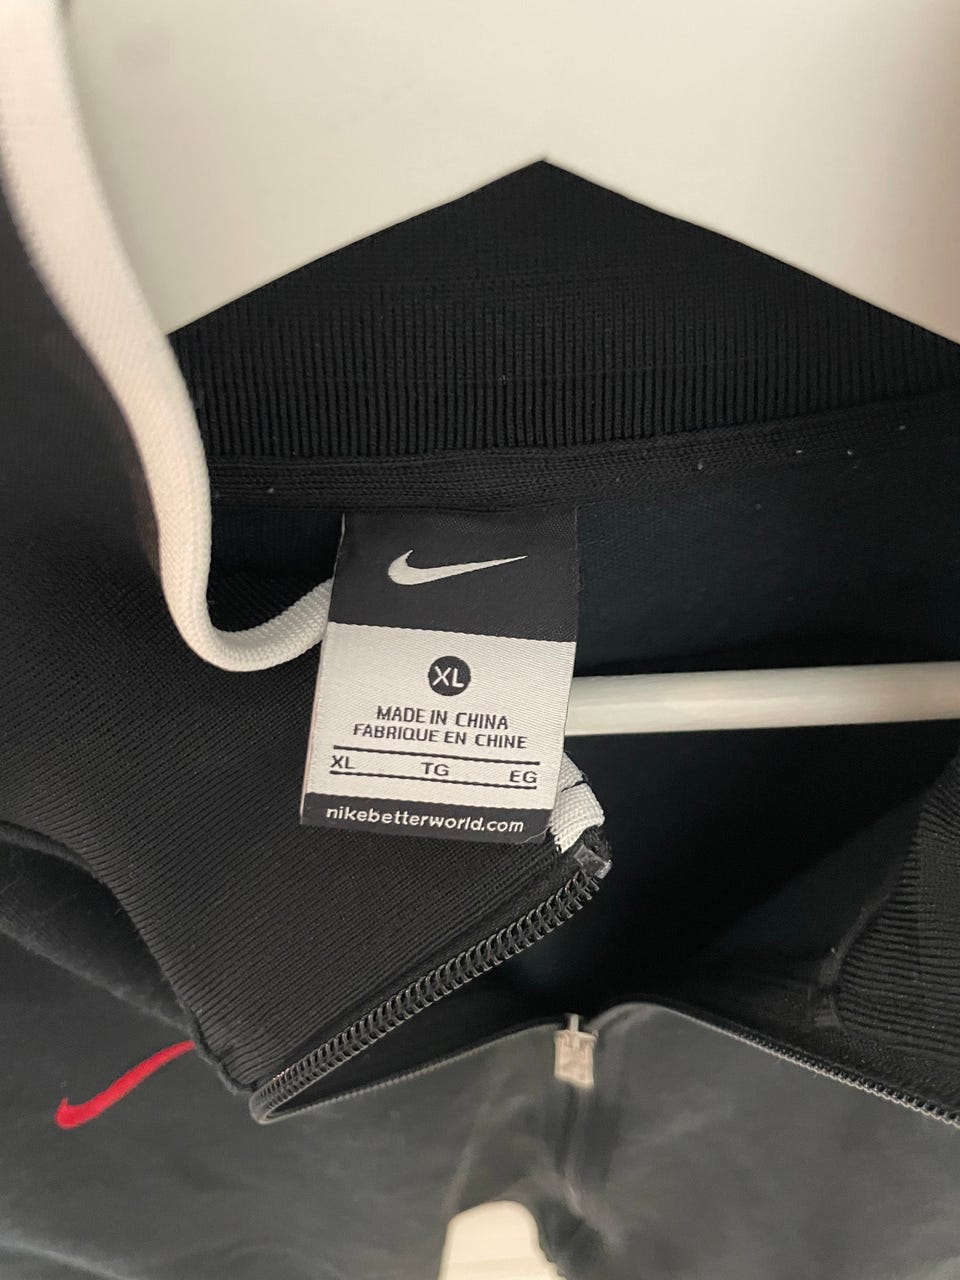 XL
MADE IN CHINA
FABRIQUE EN CHINE
XL TG EG
nikebetterworld.com